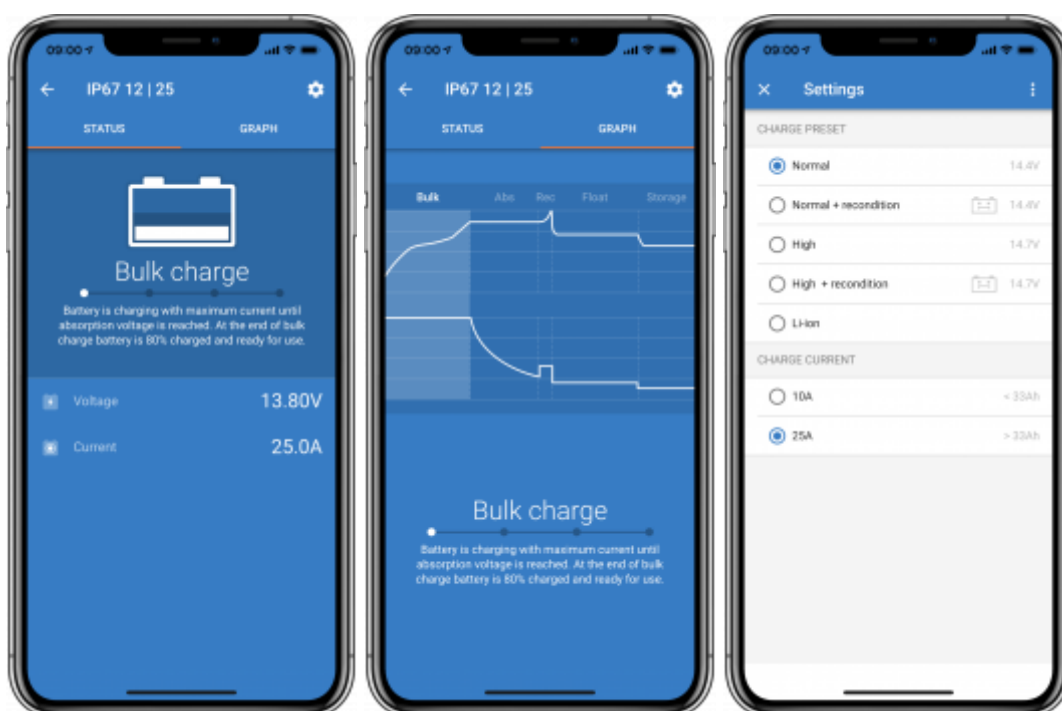 09:00
IP67 12 | 25
STATUS GRAPH
Bulk charge
Battery is charging with maximum current until
absorption voltage is reached. At the end of bulk
charge battery is 80% charged and ready for use.
Voltage 13.80V
Current 25.0A
09:00
IP67 12 | 25
STATUS GRAPH
Bulk Abs Rec Float Storage
Bulk charge
Battery is charging with maximum current until
absorption voltage is reached. At the end of bulk
charge battery is 80% charged and ready for use.
09:00
Settings
CHARGE PRESET
Normal 14.4V
Normal + recondition 14.4V
High 14.7V
High + recondition 14.7V
Li-ion
CHARGE CURRENT
10A < 33Ah
25A > 33Ah